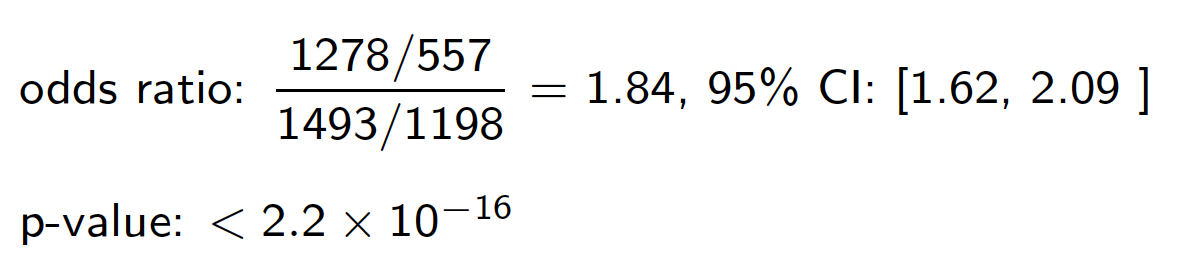 odds ratio: 1278/557 / 1493/1198 = 1.84, 95% CI: [1.62, 2.09 ]
p-value: < 2.2 × 10⁻¹⁶